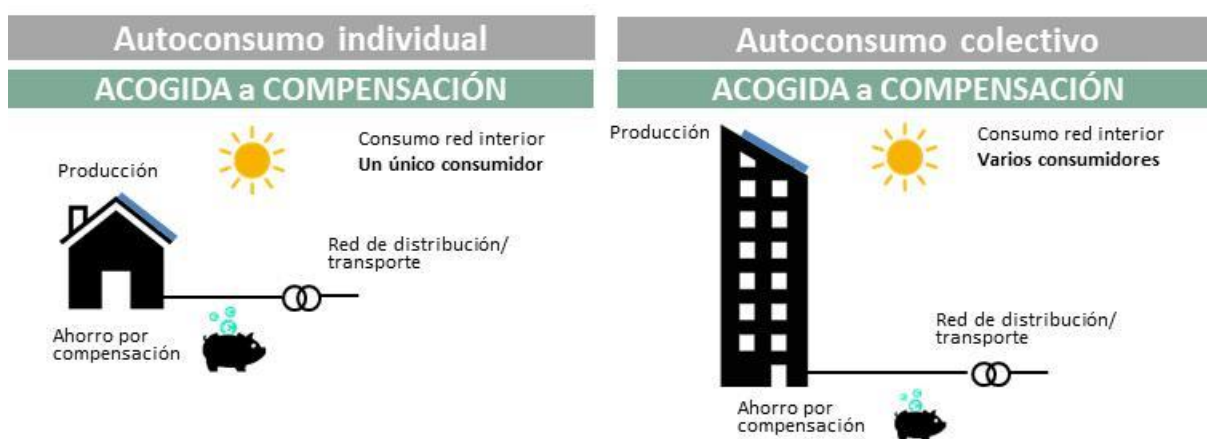 Autoconsumo individual
ACOGIDA a COMPENSACIÓN
Consumo red interior
Un único consumidor
Producción
Red de distribución/
transporte
Ahorro por
compensación
Autoconsumo colectivo
ACOGIDA a COMPENSACIÓN
Producción
Consumo red interior
Varios consumidores
Red de distribución/
transporte
Ahorro por
compensación